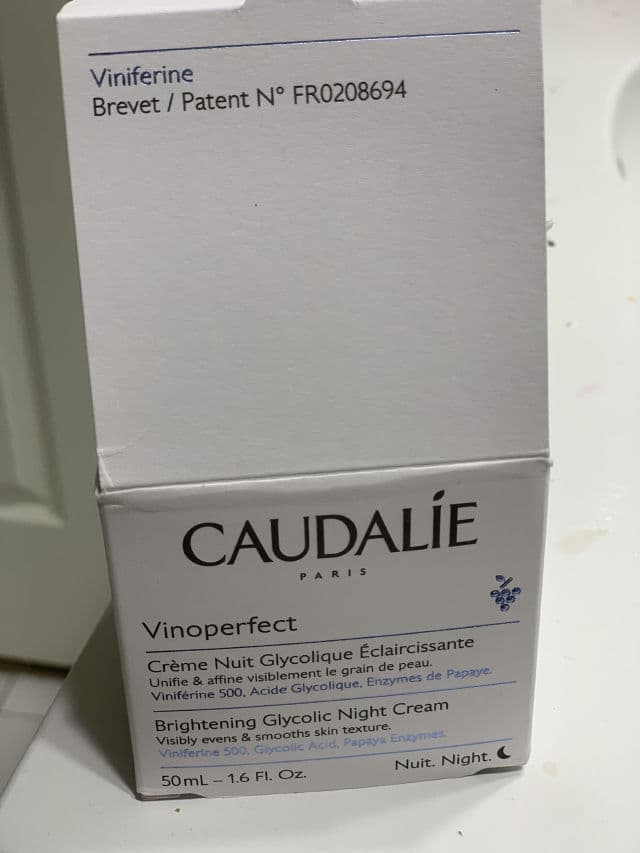 Viniferine
Brevet / Patent N° FR0208694
CAUDALÍE
PARIS
Vinoperfect
Crème Nuit Glycolique Éclaircissante
Unifie & affine visiblement le grain de peau.
Viniférine 500, Acide Glycolique, Enzymes de Papaye.
Brightening Glycolic Night Cream
Visibly evens & smooths skin texture.
Viniferine 500, Glycolic Acid, Papaya Enzymes.
50mL – 1.6 Fl. Oz.
Nuit. Night.